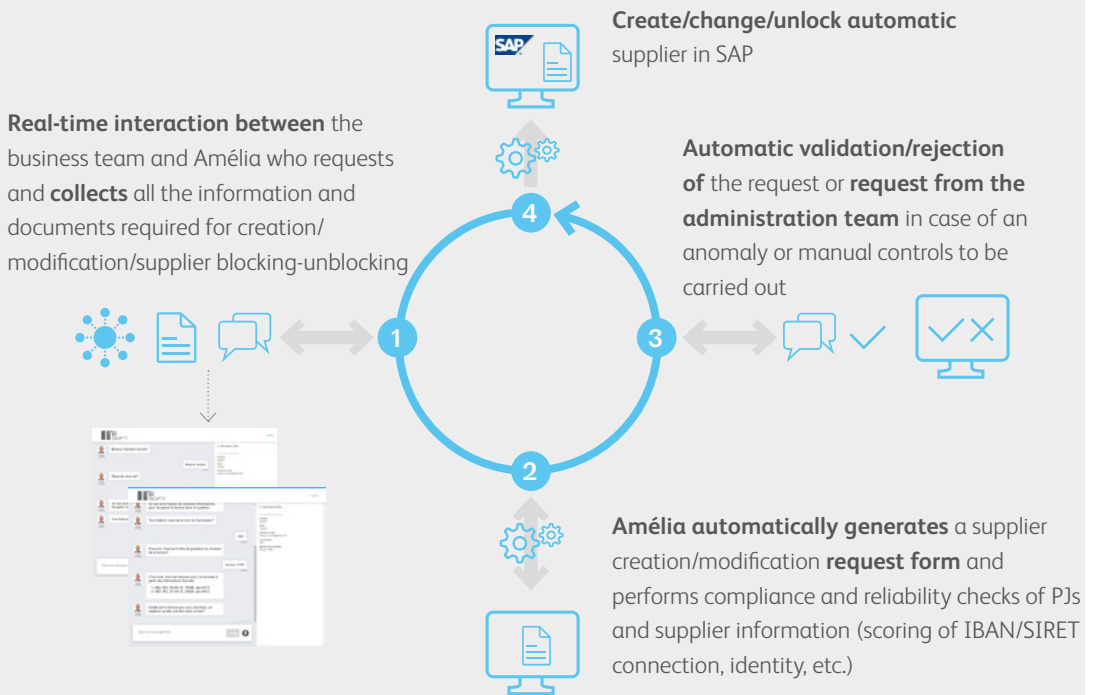 SAP
Create/change/unlock automatic
supplier in SAP
Real-time interaction between the
business team and Amélia who requests
and collects all the information and
documents required for creation/
modification/supplier blocking-unblocking
Automatic validation/rejection
of the request or request from the
administration team in case of an
anomaly or manual controls to be
carried out
4
1
3
2
Amélia automatically generates a supplier
creation/modification request form and
performs compliance and reliability checks of PJs
and supplier information (scoring of IBAN/SIRET
connection, identity, etc.)